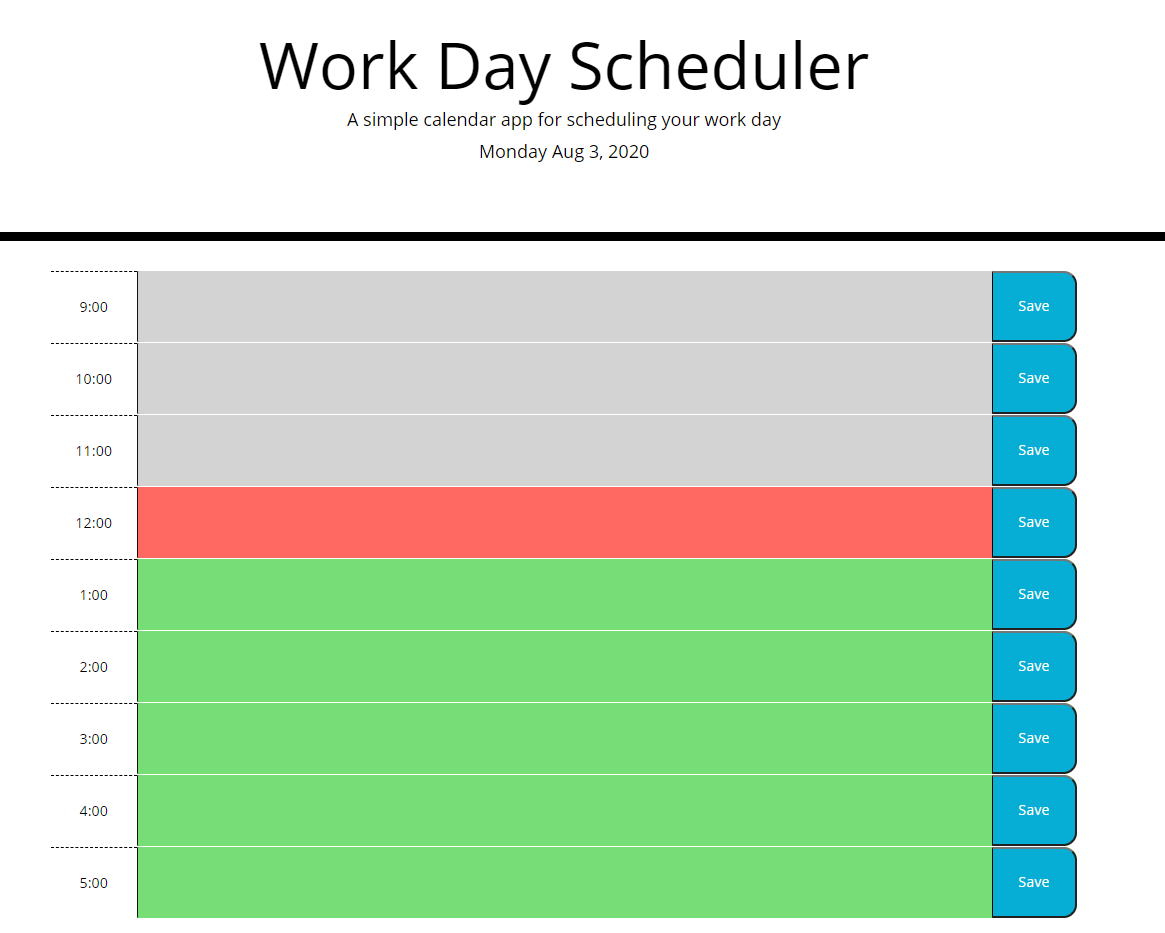 Work Day Scheduler
A simple calendar app for scheduling your work day
Monday Aug 3, 2020
9:00 Save
10:00 Save
11:00 Save
12:00 Save
1:00 Save
2:00 Save
3:00 Save
4:00 Save
5:00 Save